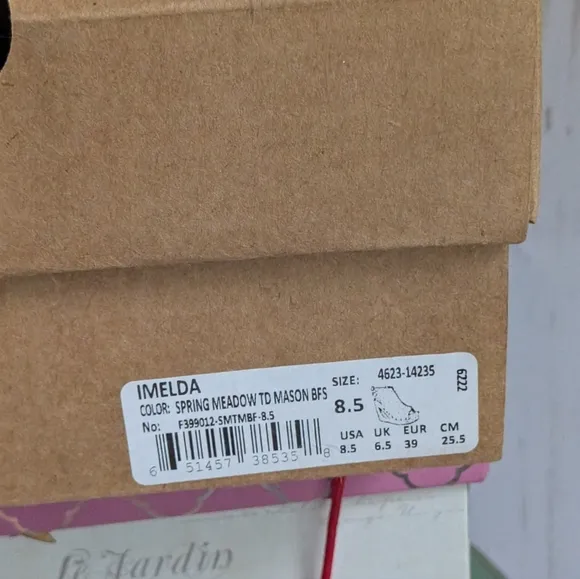 IMELDA
COLOR: SPRING MEADOW TD MASON BFS
No: F399012-SMTMBF-8.5
6 51457 38535 8
SIZE: 4623-14235
8.5
USA UK EUR CM
8.5 6.5 39 25.5
6222
Jardin